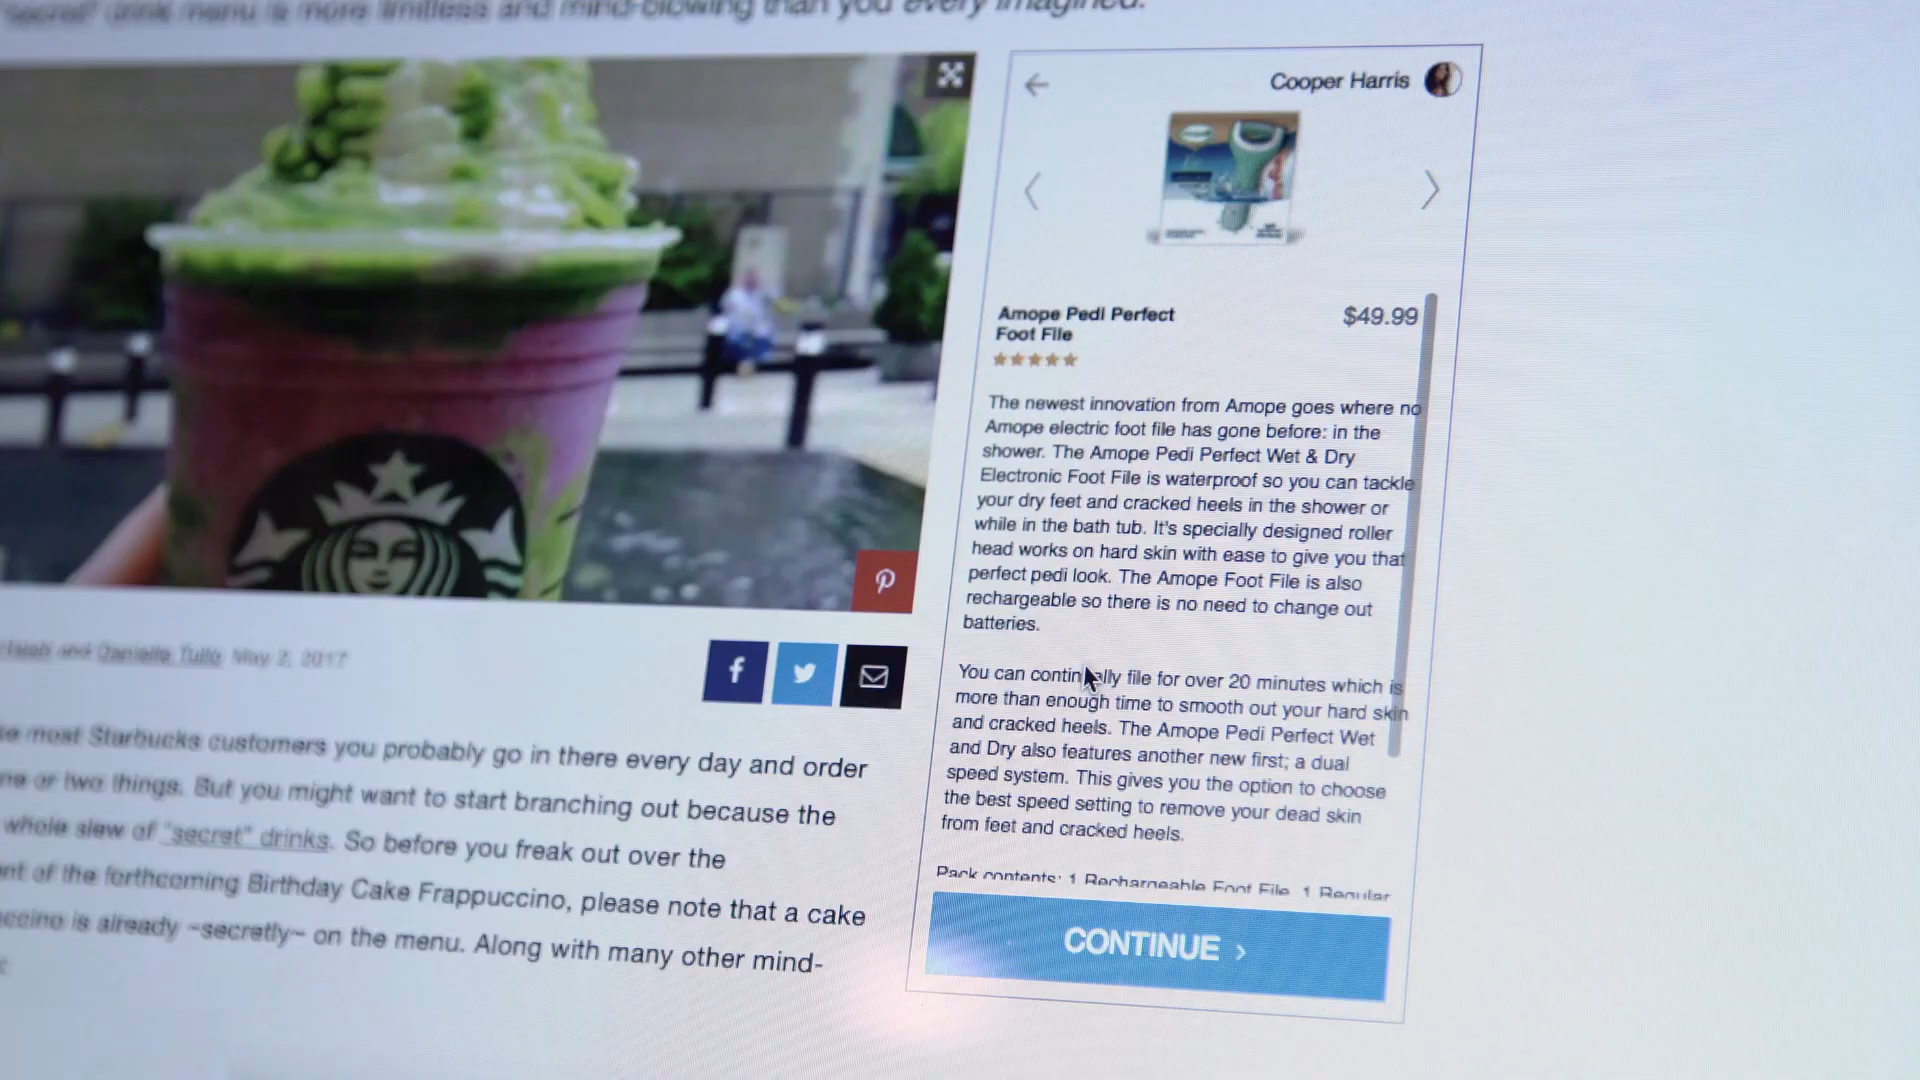 "Secret" drink menu is more limitless and mind-blowing than you every imagined.
Cooper Harris
Amope Pedi Perfect
Foot File
$49.99
The newest innovation from Amope goes where no
Amope electric foot file has gone before: in the
shower. The Amope Pedi Perfect Wet & Dry
Electronic Foot File is waterproof so you can tackle
your dry feet and cracked heels in the shower or
while in the bath tub. It's specially designed roller
head works on hard skin with ease to give you that
perfect pedi look. The Amope Foot File is also
rechargeable so there is no need to change out
batteries.
You can continually file for over 20 minutes which is
more than enough time to smooth out your hard skin
and cracked heels. The Amope Pedi Perfect Wet
and Dry also features another new first; a dual
speed system. This gives you the option to choose
the best speed setting to remove your dead skin
from feet and cracked heels.
Pack contents: 1 Rechargeable Foot File, 1 Regular
CONTINUE >
and Danielle Tullo May 2, 2017
most Starbucks customers you probably go in there every day and order
or two things. But you might want to start branching out because the
whole slew of "secret" drinks. So before you freak out over the
of the forthcoming Birthday Cake Frappuccino, please note that a cake
is already ~secretly~ on the menu. Along with many other mind-